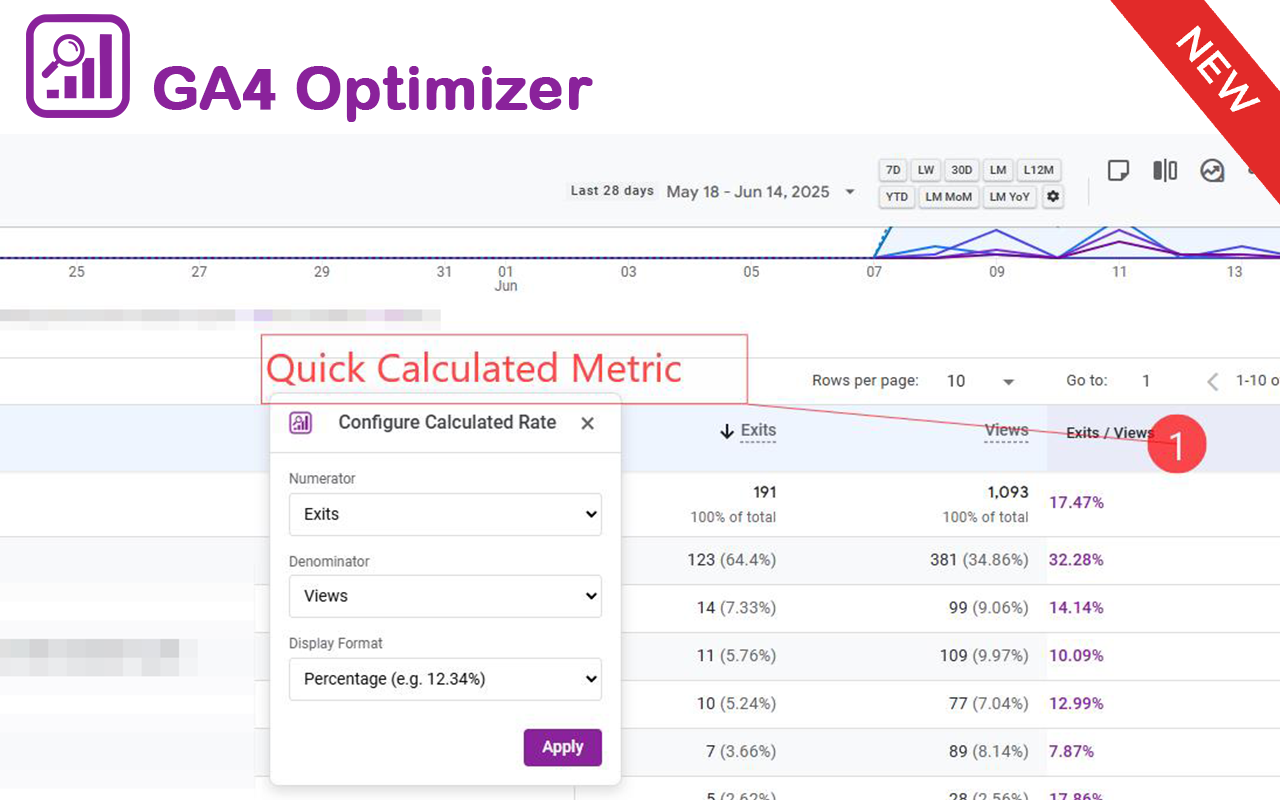 GA4 Optimizer
NEW
7D LW 30D LM L12M
Last 28 days May 18 - Jun 14, 2025
YTD LM MoM LM YoY
25 27 29 31 01 03 05 07 09 11 13
Jun
Quick Calculated Metric
Rows per page: 10 Go to: 1 1-10 o
Configure Calculated Rate
Exits Views Exits / Views 1
Numerator
Exits
Denominator
Views
Display Format
Percentage (e.g. 12.34%)
Apply
191 1,093 17.47%
100% of total 100% of total
123 (64.4%) 381 (34.86%) 32.28%
14 (7.33%) 99 (9.06%) 14.14%
11 (5.76%) 109 (9.97%) 10.09%
10 (5.24%) 77 (7.04%) 12.99%
7 (3.66%) 89 (8.14%) 7.87%
5 (2.62%) 28 (2.56%) 17.86%